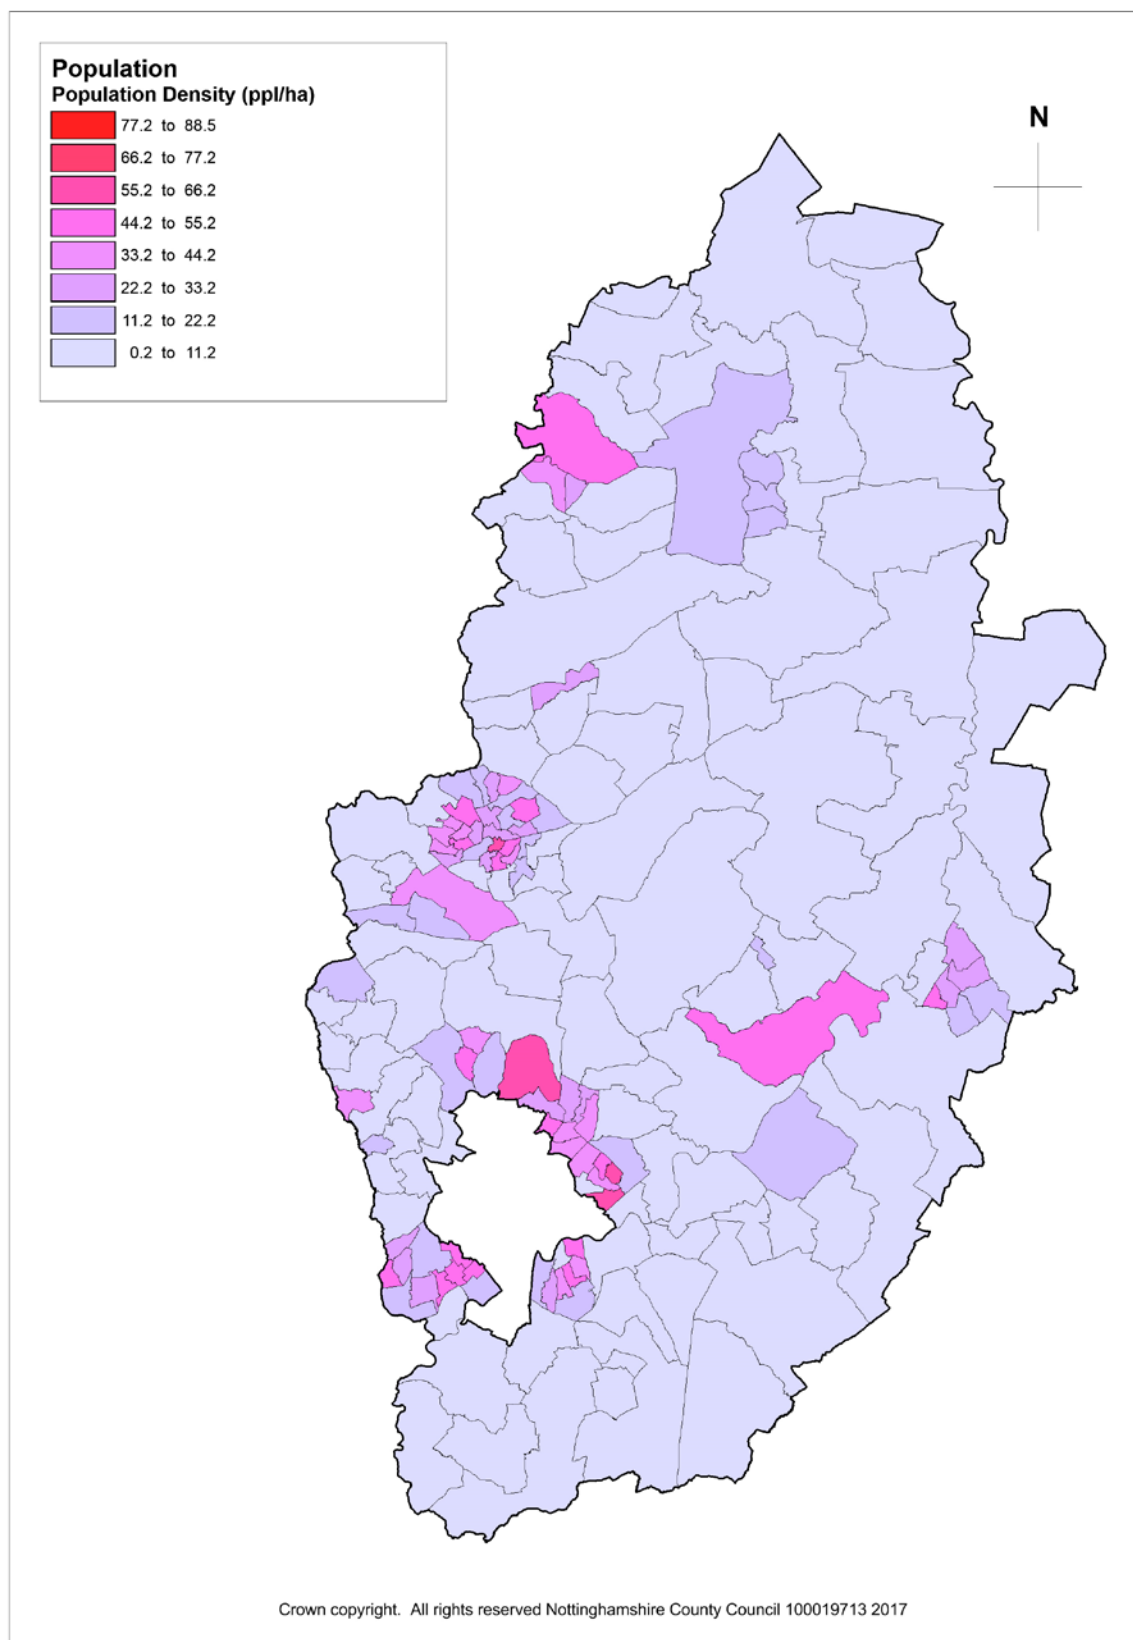 Population
Population Density (ppl/ha)
77.2 to 88.5
66.2 to 77.2
55.2 to 66.2
44.2 to 55.2
33.2 to 44.2
22.2 to 33.2
11.2 to 22.2
0.2 to 11.2
N
Crown copyright. All rights reserved Nottinghamshire County Council 100019713 2017